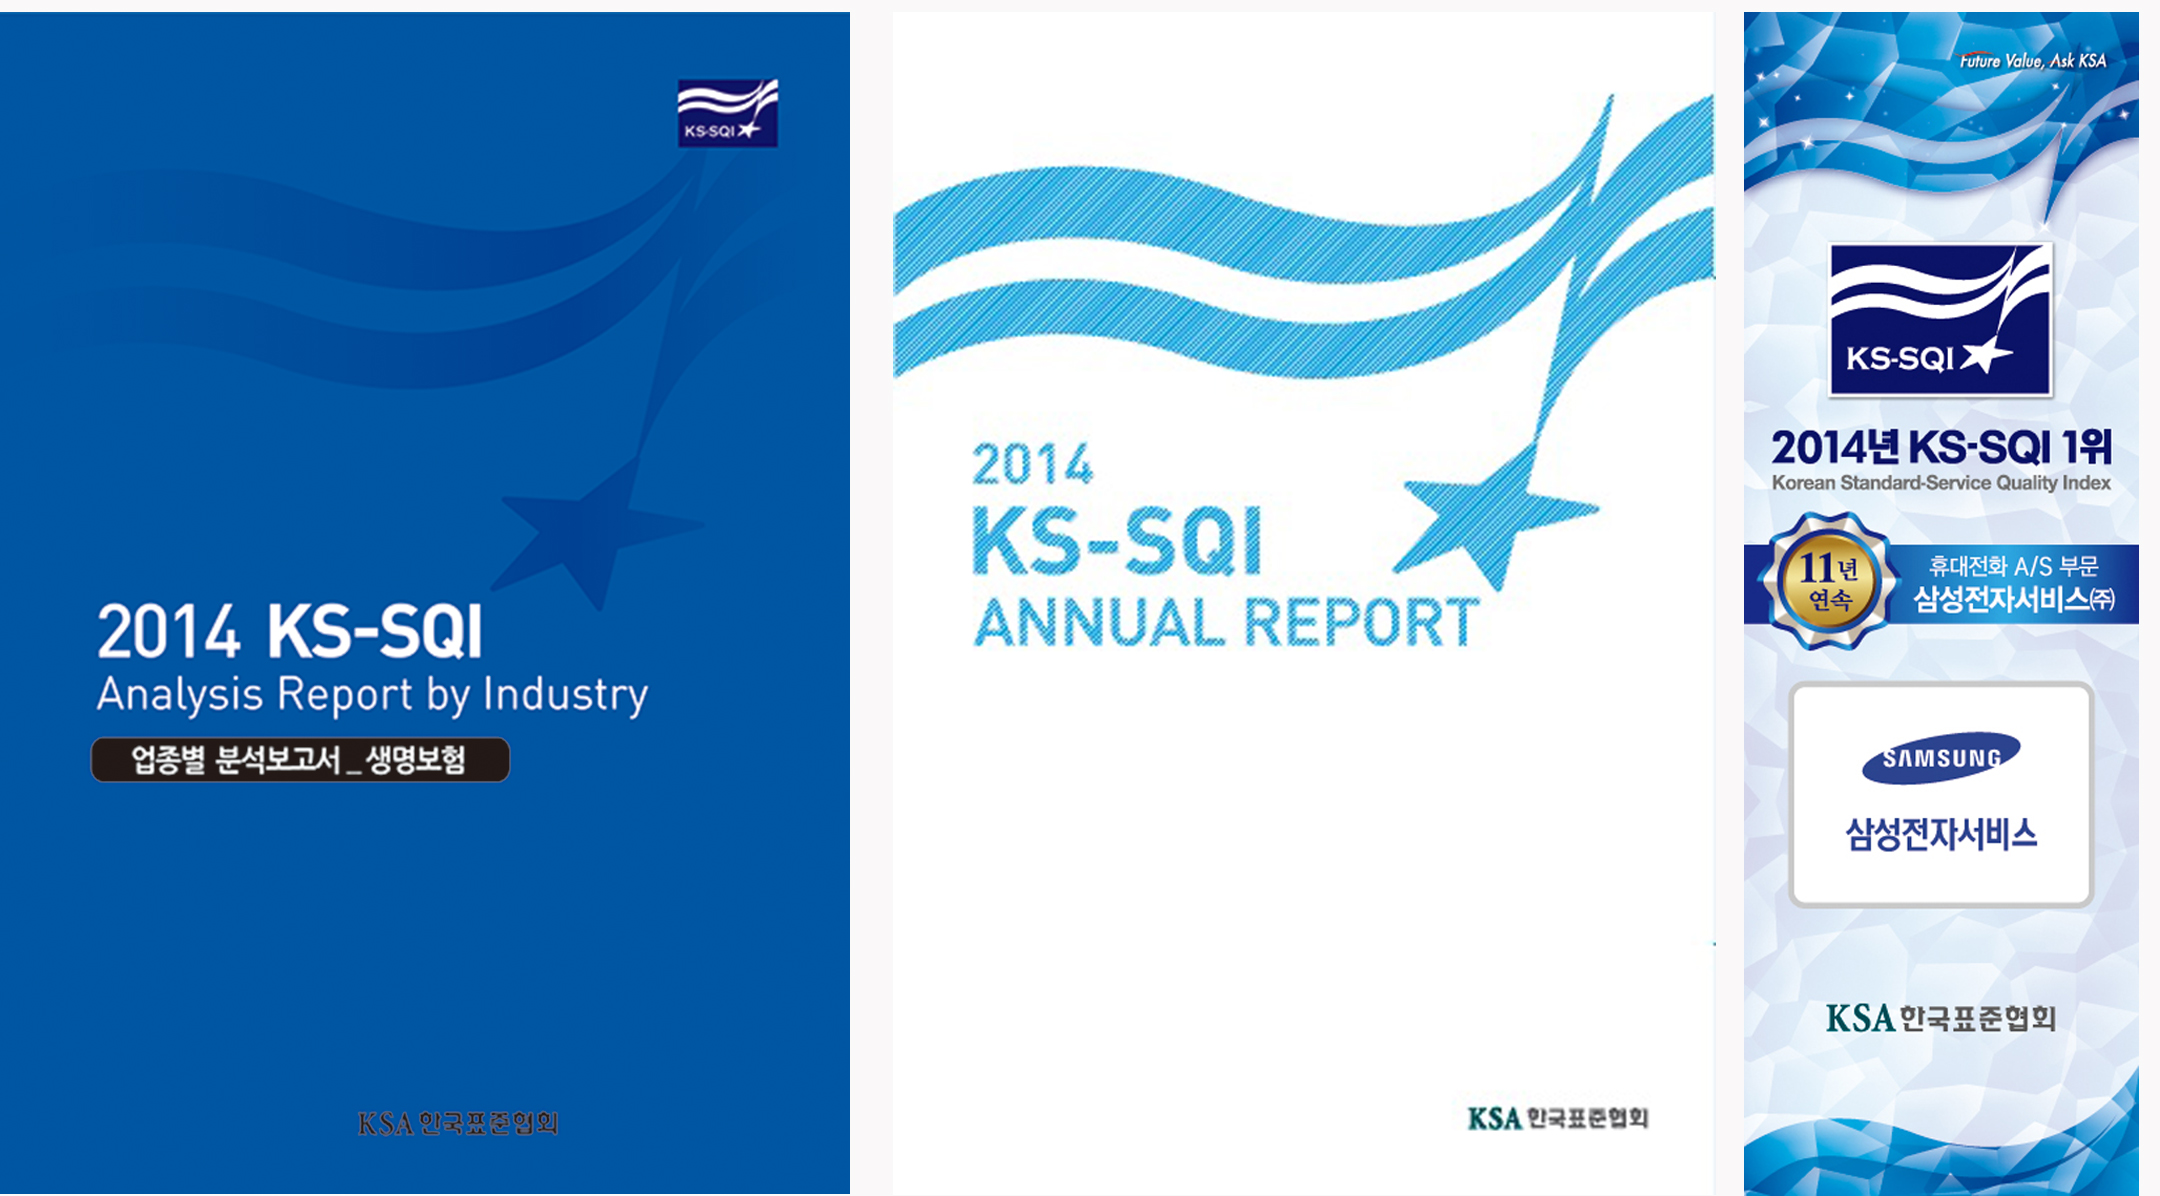 KS-SQI
2014 KS-SQI
Analysis Report by Industry
업종별 분석보고서_생명보험
KSA 한국표준협회
2014
KS-SQI
ANNUAL REPORT
KSA 한국표준협회
Future Value, Ask KSA
KS-SQI
2014년 KS-SQI 1위
Korean Standard-Service Quality Index
11년
연속
휴대전화 A/S 부문
삼성전자서비스㈜
SAMSUNG
삼성전자서비스
KSA 한국표준협회